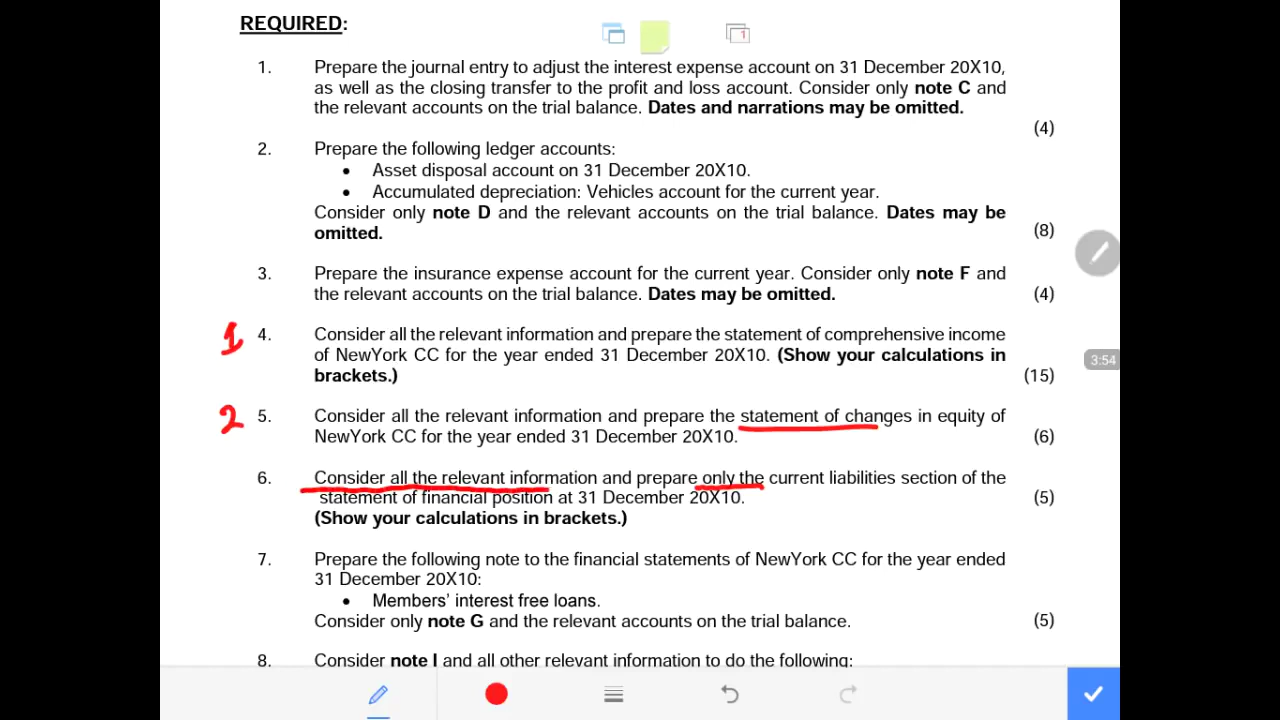 REQUIRED:
1
1. Prepare the journal entry to adjust the interest expense account on 31 December 20X10,
as well as the closing transfer to the profit and loss account. Consider only note C and
the relevant accounts on the trial balance. Dates and narrations may be omitted.
(4)
2. Prepare the following ledger accounts:
• Asset disposal account on 31 December 20X10.
• Accumulated depreciation: Vehicles account for the current year.
Consider only note D and the relevant accounts on the trial balance. Dates may be
omitted. (8)
3. Prepare the insurance expense account for the current year. Consider only note F and
the relevant accounts on the trial balance. Dates may be omitted. (4)
1 4. Consider all the relevant information and prepare the statement of comprehensive income
of NewYork CC for the year ended 31 December 20X10. (Show your calculations in
3:54
brackets.) (15)
2 5. Consider all the relevant information and prepare the statement of changes in equity of
NewYork CC for the year ended 31 December 20X10. (6)
6. Consider all the relevant information and prepare only the current liabilities section of the
statement of financial position at 31 December 20X10. (5)
(Show your calculations in brackets.)
7. Prepare the following note to the financial statements of NewYork CC for the year ended
31 December 20X10:
• Members' interest free loans.
Consider only note G and the relevant accounts on the trial balance. (5)
8. Consider note I and all other relevant information to do the following: